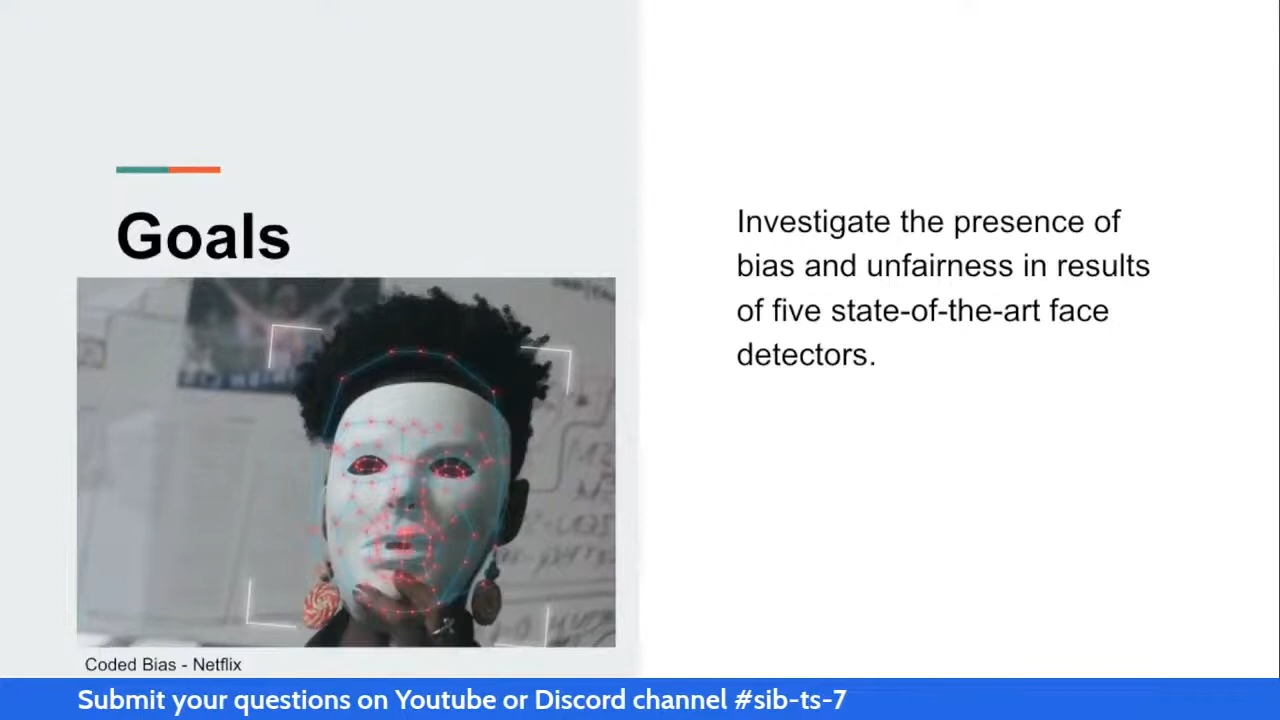 Goals
Investigate the presence of
bias and unfairness in results
of five state-of-the-art face
detectors.
Coded Bias - Netflix
Submit your questions on Youtube or Discord channel #sib-ts-7